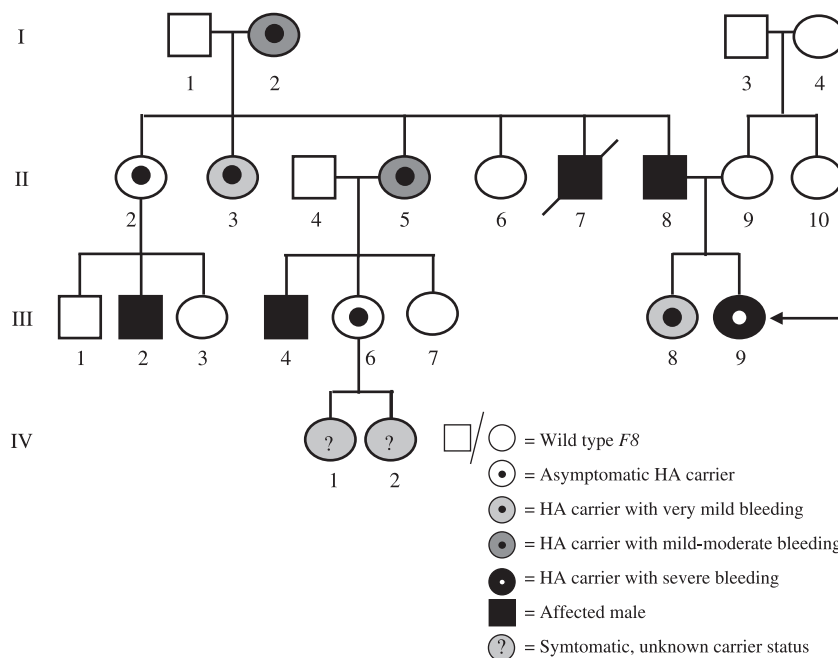 I
1 2 3 4
II
2 3 4 5 6 7 8 9 10
III
1 2 3 4 6 7 8 9
IV
? ?
1 2
/ = Wild type F8
= Asymptomatic HA carrier
= HA carrier with very mild bleeding
= HA carrier with mild-moderate bleeding
= HA carrier with severe bleeding
= Affected male
? = Symtomatic, unknown carrier status